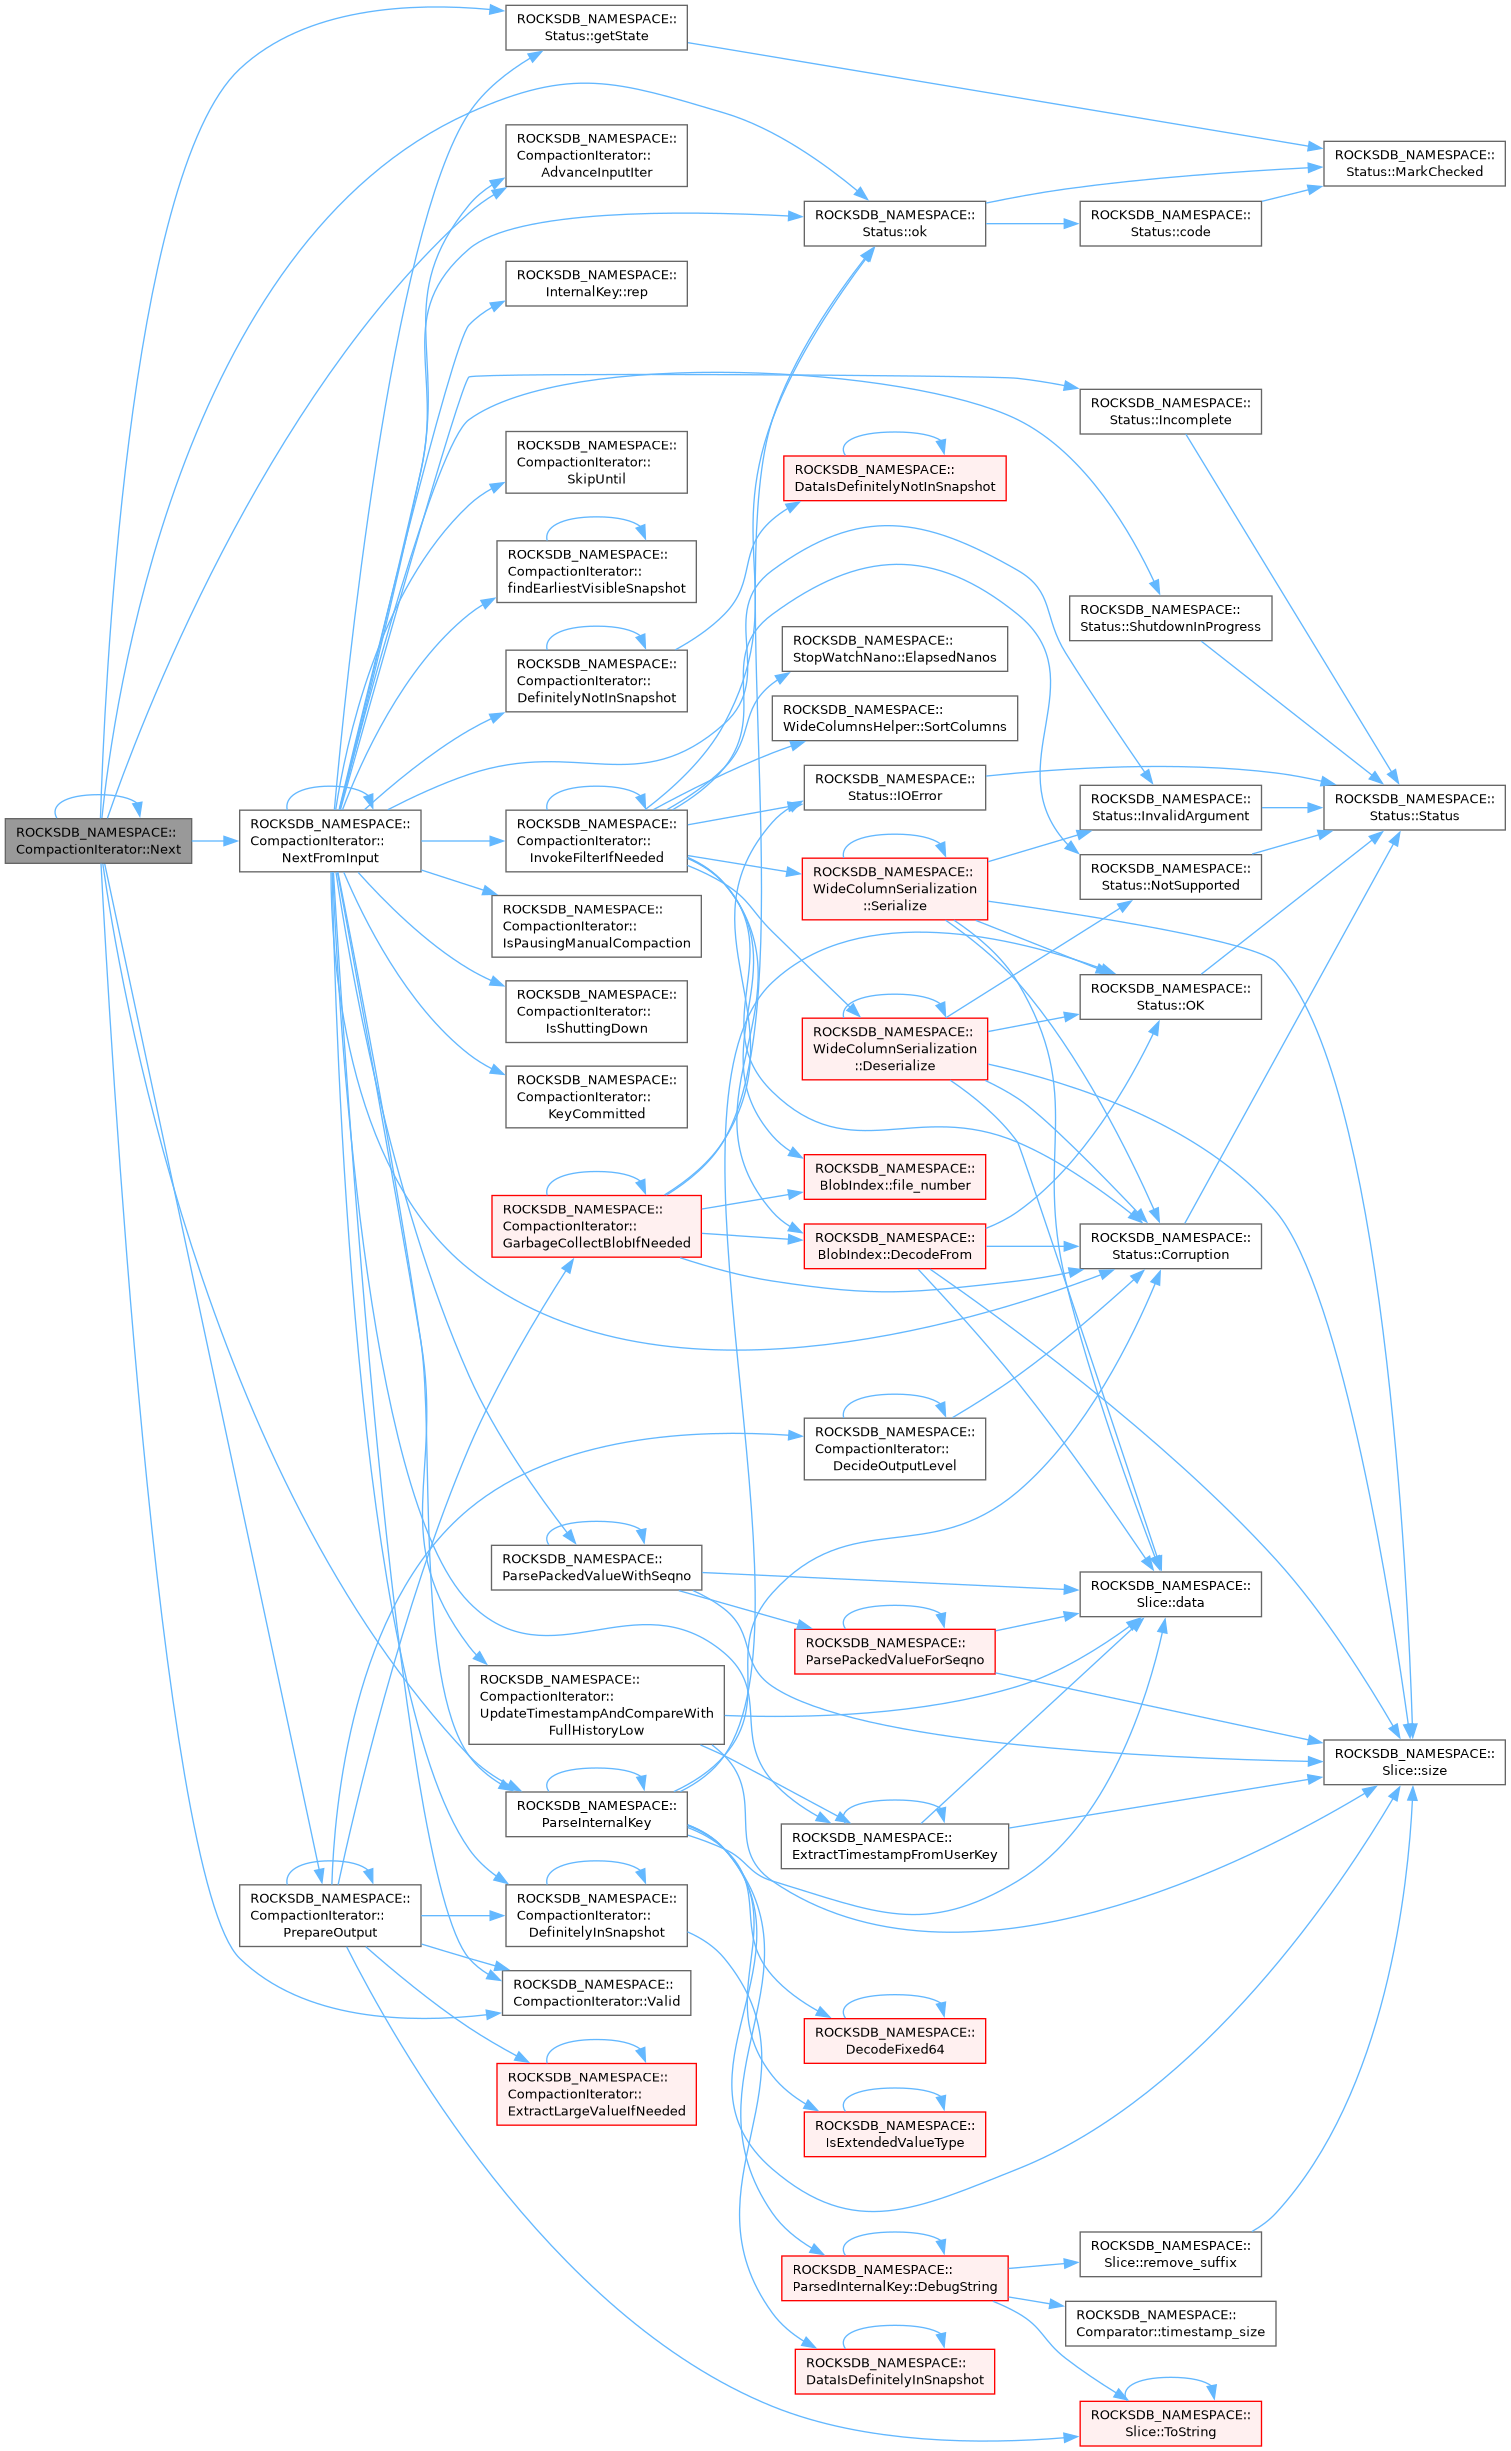 ROCKSDB_NAMESPACE::
CompactionIterator::Next
ROCKSDB_NAMESPACE::
CompactionIterator::
NextFromInput
ROCKSDB_NAMESPACE::
CompactionIterator::
PrepareOutput
ROCKSDB_NAMESPACE::
Status::getState
ROCKSDB_NAMESPACE::
CompactionIterator::
AdvanceInputIter
ROCKSDB_NAMESPACE::
InternalKey::rep
ROCKSDB_NAMESPACE::
CompactionIterator::
SkipUntil
ROCKSDB_NAMESPACE::
CompactionIterator::
findEarliestVisibleSnapshot
ROCKSDB_NAMESPACE::
CompactionIterator::
DefinitelyNotInSnapshot
ROCKSDB_NAMESPACE::
CompactionIterator::
InvokeFilterIfNeeded
ROCKSDB_NAMESPACE::
CompactionIterator::
IsPausingManualCompaction
ROCKSDB_NAMESPACE::
CompactionIterator::
IsShuttingDown
ROCKSDB_NAMESPACE::
CompactionIterator::
KeyCommitted
ROCKSDB_NAMESPACE::
CompactionIterator::
GarbageCollectBlobIfNeeded
ROCKSDB_NAMESPACE::
ParsePackedValueWithSeqno
ROCKSDB_NAMESPACE::
CompactionIterator::
UpdateTimestampAndCompareWith
FullHistoryLow
ROCKSDB_NAMESPACE::
ParseInternalKey
ROCKSDB_NAMESPACE::
CompactionIterator::
DefinitelyInSnapshot
ROCKSDB_NAMESPACE::
CompactionIterator::Valid
ROCKSDB_NAMESPACE::
CompactionIterator::
ExtractLargeValueIfNeeded
ROCKSDB_NAMESPACE::
Status::ok
ROCKSDB_NAMESPACE::
DataIsDefinitelyNotInSnapshot
ROCKSDB_NAMESPACE::
StopWatchNano::ElapsedNanos
ROCKSDB_NAMESPACE::
WideColumnsHelper::SortColumns
ROCKSDB_NAMESPACE::
Status::IOError
ROCKSDB_NAMESPACE::
WideColumnSerialization
::Serialize
ROCKSDB_NAMESPACE::
WideColumnSerialization
::Deserialize
ROCKSDB_NAMESPACE::
BlobIndex::file_number
ROCKSDB_NAMESPACE::
BlobIndex::DecodeFrom
ROCKSDB_NAMESPACE::
CompactionIterator::
DecideOutputLevel
ROCKSDB_NAMESPACE::
ParsePackedValueForSeqno
ROCKSDB_NAMESPACE::
ExtractTimestampFromUserKey
ROCKSDB_NAMESPACE::
DecodeFixed64
ROCKSDB_NAMESPACE::
IsExtendedValueType
ROCKSDB_NAMESPACE::
ParsedInternalKey::DebugString
ROCKSDB_NAMESPACE::
DataIsDefinitelyInSnapshot
ROCKSDB_NAMESPACE::
Status::code
ROCKSDB_NAMESPACE::
Status::Incomplete
ROCKSDB_NAMESPACE::
Status::ShutdownInProgress
ROCKSDB_NAMESPACE::
Status::InvalidArgument
ROCKSDB_NAMESPACE::
Status::NotSupported
ROCKSDB_NAMESPACE::
Status::OK
ROCKSDB_NAMESPACE::
Status::Corruption
ROCKSDB_NAMESPACE::
Slice::data
ROCKSDB_NAMESPACE::
Slice::remove_suffix
ROCKSDB_NAMESPACE::
Comparator::timestamp_size
ROCKSDB_NAMESPACE::
Slice::ToString
ROCKSDB_NAMESPACE::
Status::MarkChecked
ROCKSDB_NAMESPACE::
Status::Status
ROCKSDB_NAMESPACE::
Slice::size